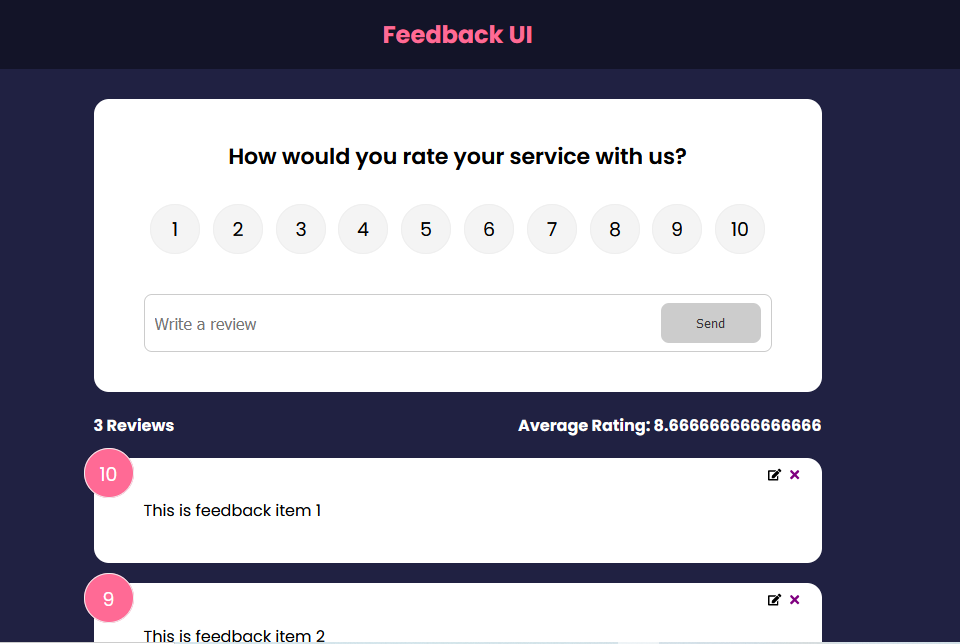 Feedback UI
How would you rate your service with us?
1 2 3 4 5 6 7 8 9 10
Write a review Send
3 Reviews Average Rating: 8.666666666666666
10
This is feedback item 1
9
This is feedback item 2